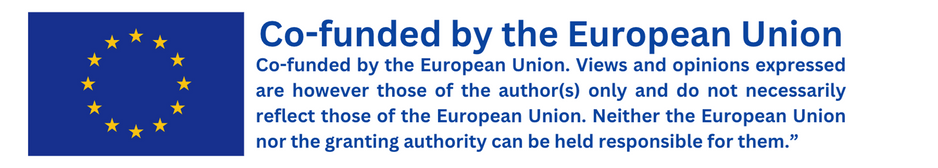 Co-funded by the European Union
Co-funded by the European Union. Views and opinions expressed
are however those of the author(s) only and do not necessarily
reflect those of the European Union. Neither the European Union
nor the granting authority can be held responsible for them.”